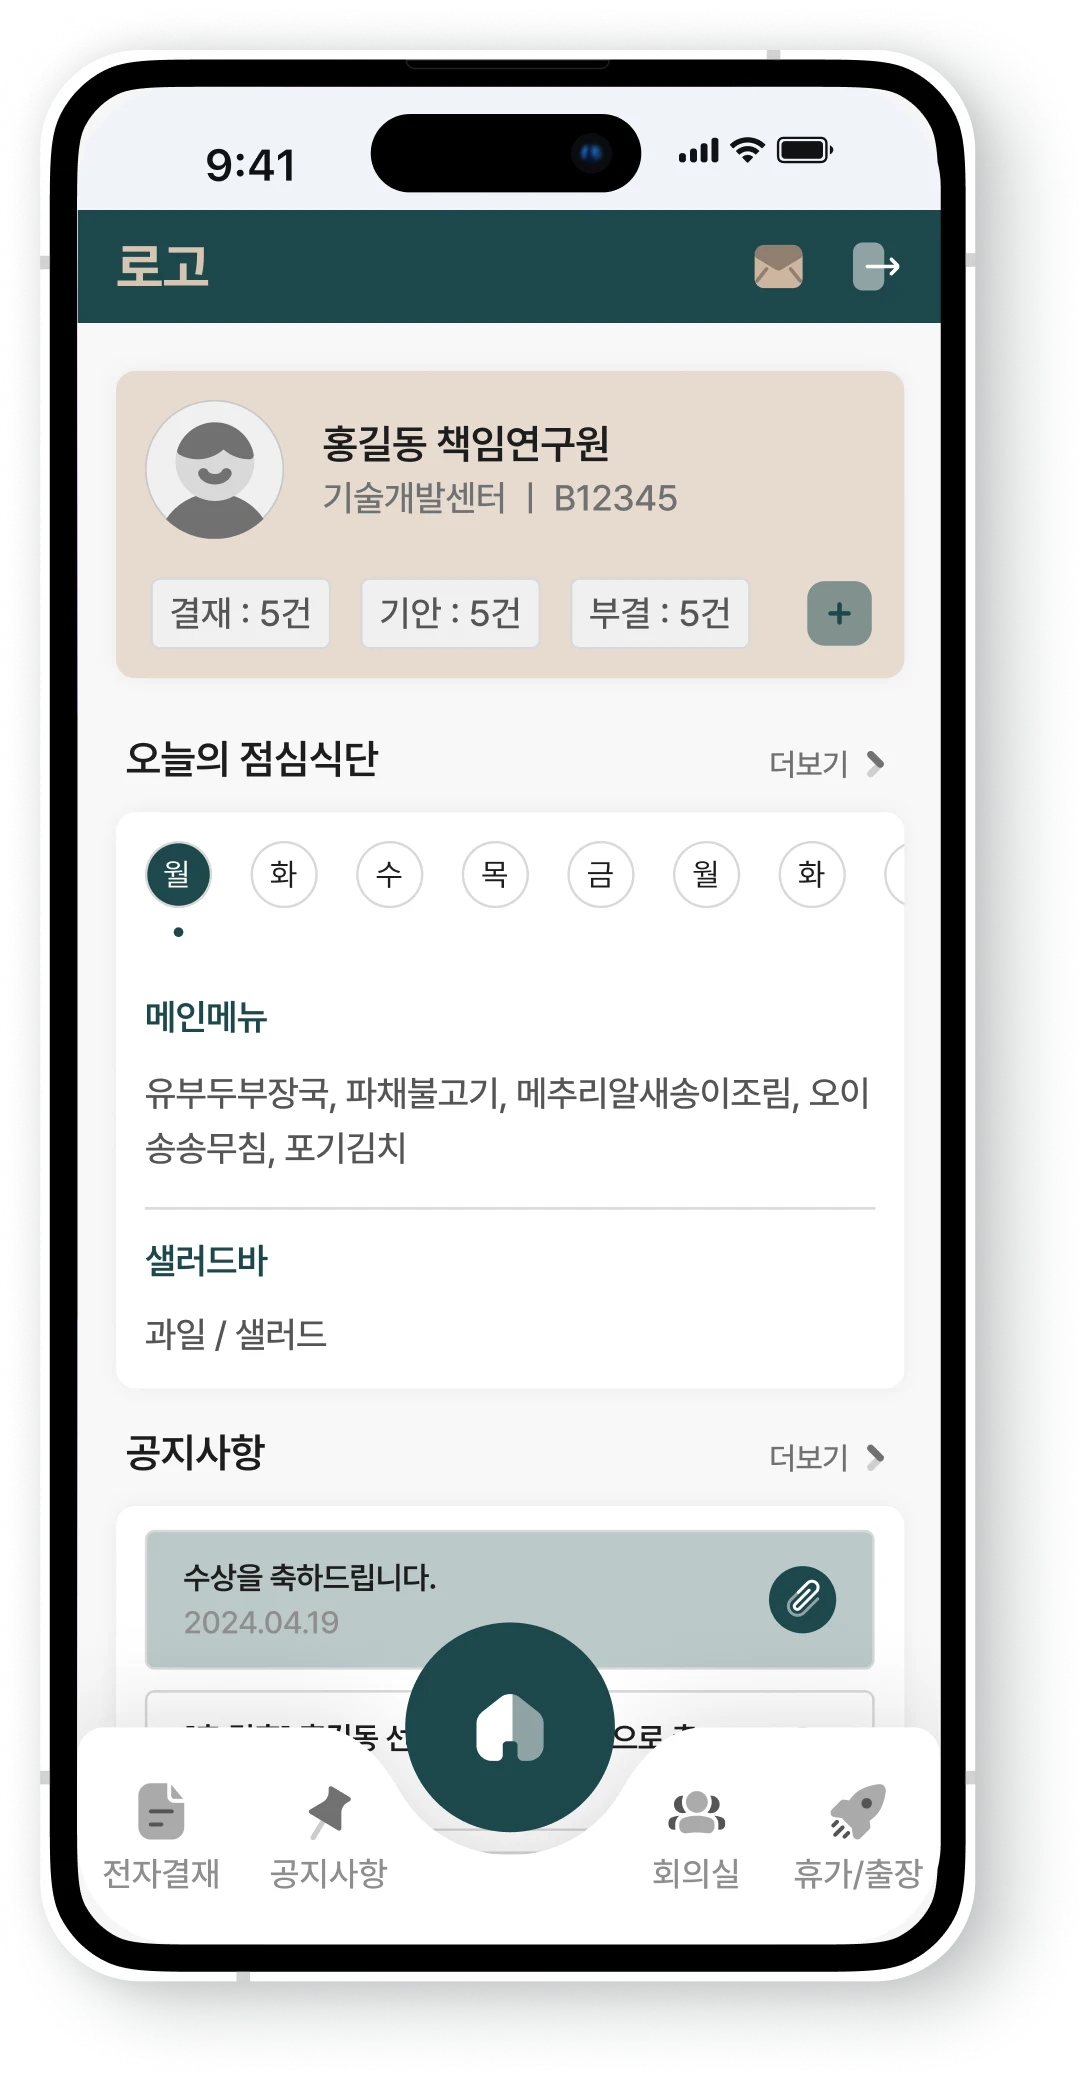 9:41
로고
홍길동 책임연구원
기술개발센터 | B12345
결재 : 5건 기안 : 5건 부결 : 5건 +
오늘의 점심식단 더보기
월 화 수 목 금 월 화
메인메뉴
유부두부장국, 파채불고기, 메추리알새송이조림, 오이
송송무침, 포기김치
샐러드바
과일 / 샐러드
공지사항 더보기
수상을 축하드립니다.
2024.04.19
전자결재 공지사항 회의실 휴가/출장